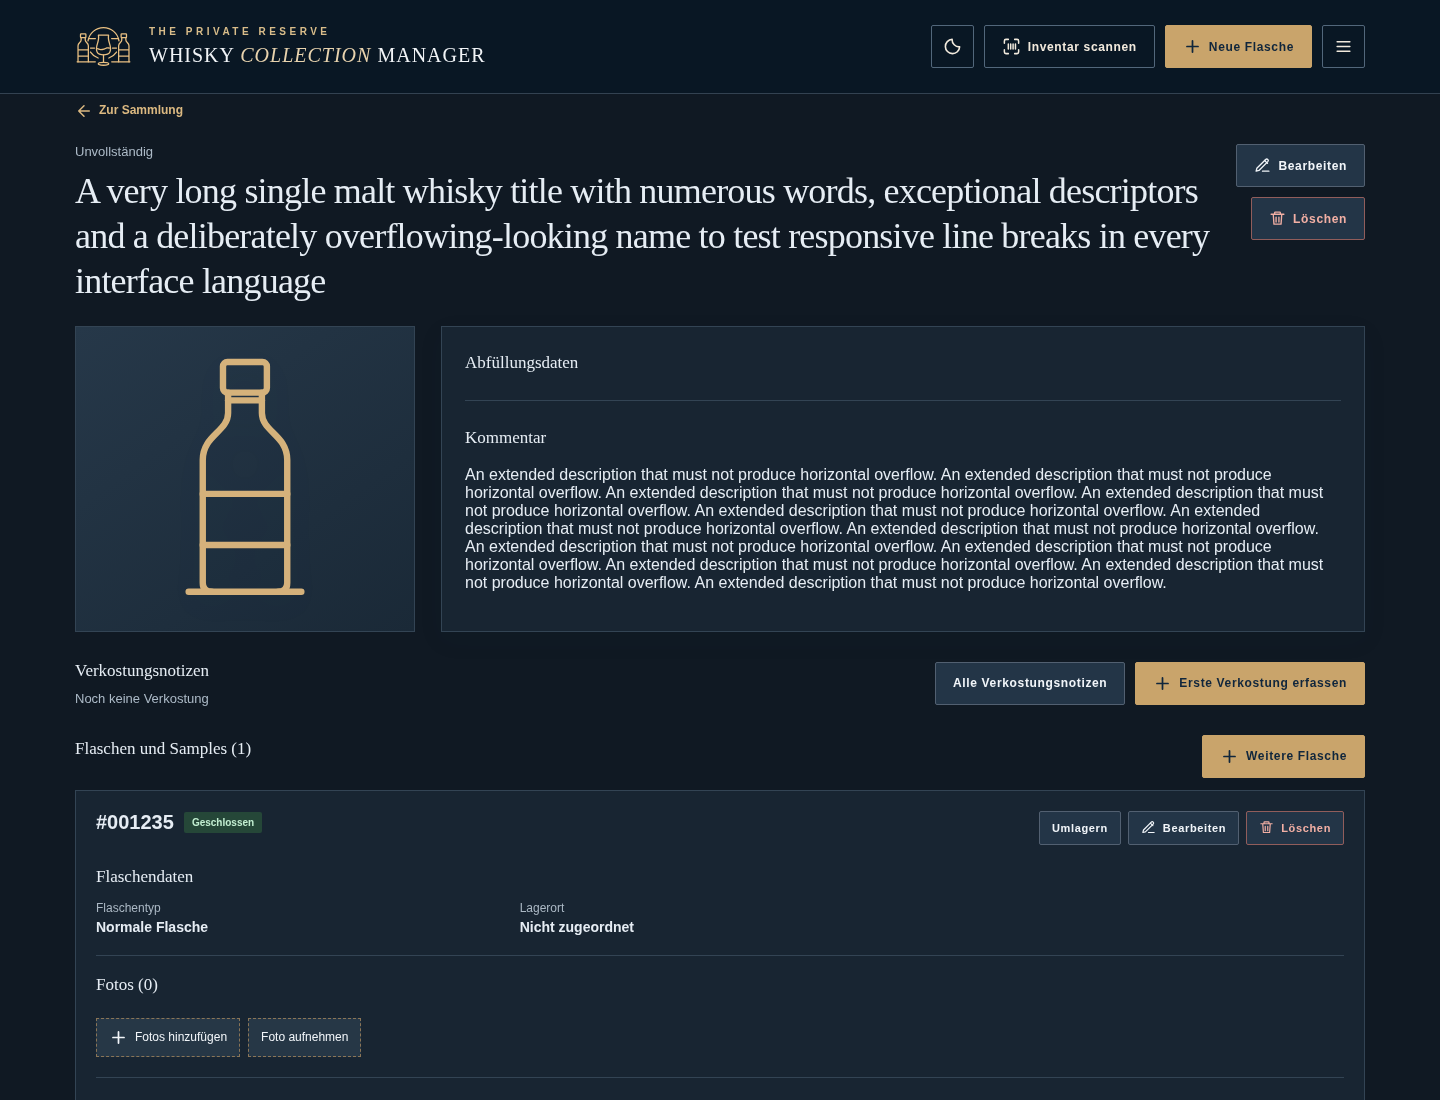 THE PRIVATE RESERVE
WHISKY COLLECTION MANAGER
Inventar scannen
Neue Flasche
Zur Sammlung
Unvollständig
Bearbeiten
Löschen
A very long single malt whisky title with numerous words, exceptional descriptors
and a deliberately overflowing-looking name to test responsive line breaks in every
interface language
Abfüllungsdaten
Kommentar
An extended description that must not produce horizontal overflow. An extended description that must not produce
horizontal overflow. An extended description that must not produce horizontal overflow. An extended description that must
not produce horizontal overflow. An extended description that must not produce horizontal overflow. An extended
description that must not produce horizontal overflow. An extended description that must not produce horizontal overflow.
An extended description that must not produce horizontal overflow. An extended description that must not produce
horizontal overflow. An extended description that must not produce horizontal overflow. An extended description that must
not produce horizontal overflow. An extended description that must not produce horizontal overflow.
Verkostungsnotizen
Noch keine Verkostung
Alle Verkostungsnotizen
Erste Verkostung erfassen
Flaschen und Samples (1)
Weitere Flasche
#001235
Geschlossen
Umlagern
Bearbeiten
Löschen
Flaschendaten
Flaschentyp
Normale Flasche
Lagerort
Nicht zugeordnet
Fotos (0)
Fotos hinzufügen
Foto aufnehmen